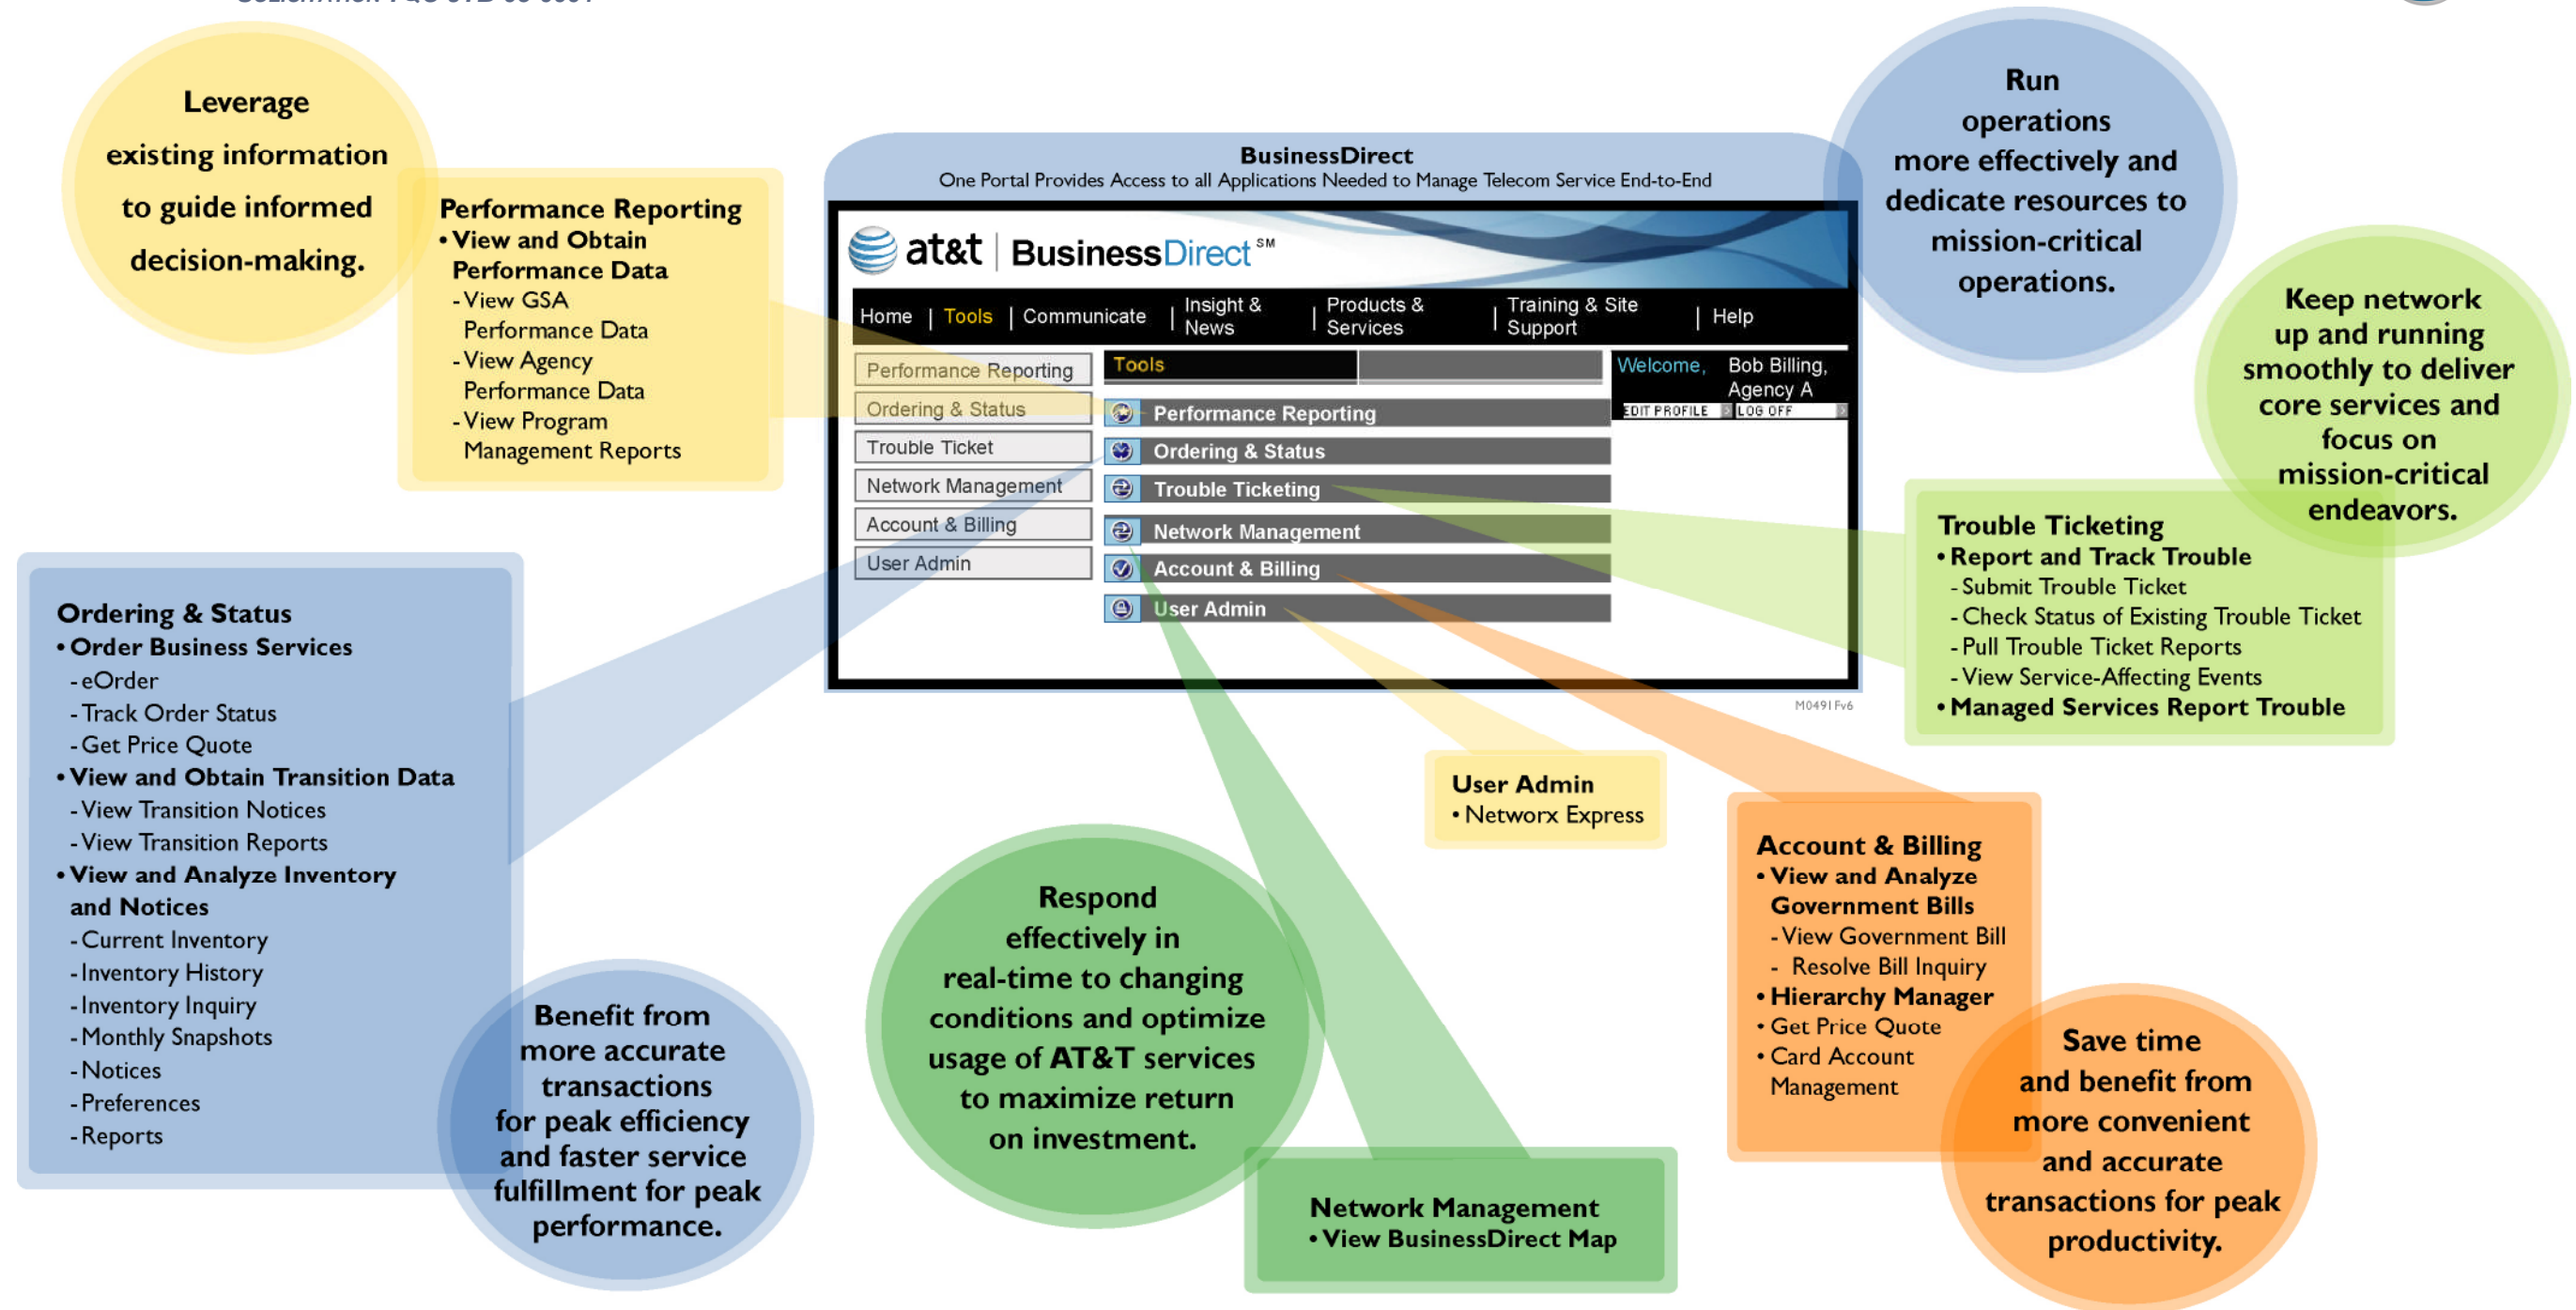 Leverage
existing information
to guide informed
decision-making.
Performance Reporting
• View and Obtain
Performance Data
- View GSA
Performance Data
- View Agency
Performance Data
- View Program
Management Reports
BusinessDirect
One Portal Provides Access to all Applications Needed to Manage Telecom Service End-to-End
at&t | BusinessDirect℠
Home | Tools | Communicate | Insight & News | Products & Services | Training & Site Support | Help
Performance Reporting
Ordering & Status
Trouble Ticket
Network Management
Account & Billing
User Admin
Tools
Performance Reporting
Ordering & Status
Trouble Ticketing
Network Management
Account & Billing
User Admin
Welcome, Bob Billing,
Agency A
EDIT PROFILE LOG OFF
M0491Fv6
Run
operations
more effectively and
dedicate resources to
mission-critical
operations.
Keep network
up and running
smoothly to deliver
core services and
focus on
mission-critical
endeavors.
Trouble Ticketing
• Report and Track Trouble
- Submit Trouble Ticket
- Check Status of Existing Trouble Ticket
- Pull Trouble Ticket Reports
- View Service-Affecting Events
• Managed Services Report Trouble
Ordering & Status
• Order Business Services
- eOrder
- Track Order Status
- Get Price Quote
• View and Obtain Transition Data
- View Transition Notices
- View Transition Reports
• View and Analyze Inventory
and Notices
- Current Inventory
- Inventory History
- Inventory Inquiry
- Monthly Snapshots
- Notices
- Preferences
- Reports
Benefit from
more accurate
transactions
for peak efficiency
and faster service
fulfillment for peak
performance.
Respond
effectively in
real-time to changing
conditions and optimize
usage of AT&T services
to maximize return
on investment.
Network Management
• View BusinessDirect Map
User Admin
• Networx Express
Account & Billing
• View and Analyze
Government Bills
- View Government Bill
- Resolve Bill Inquiry
• Hierarchy Manager
• Get Price Quote
• Card Account
Management
Save time
and benefit from
more convenient
and accurate
transactions for peak
productivity.